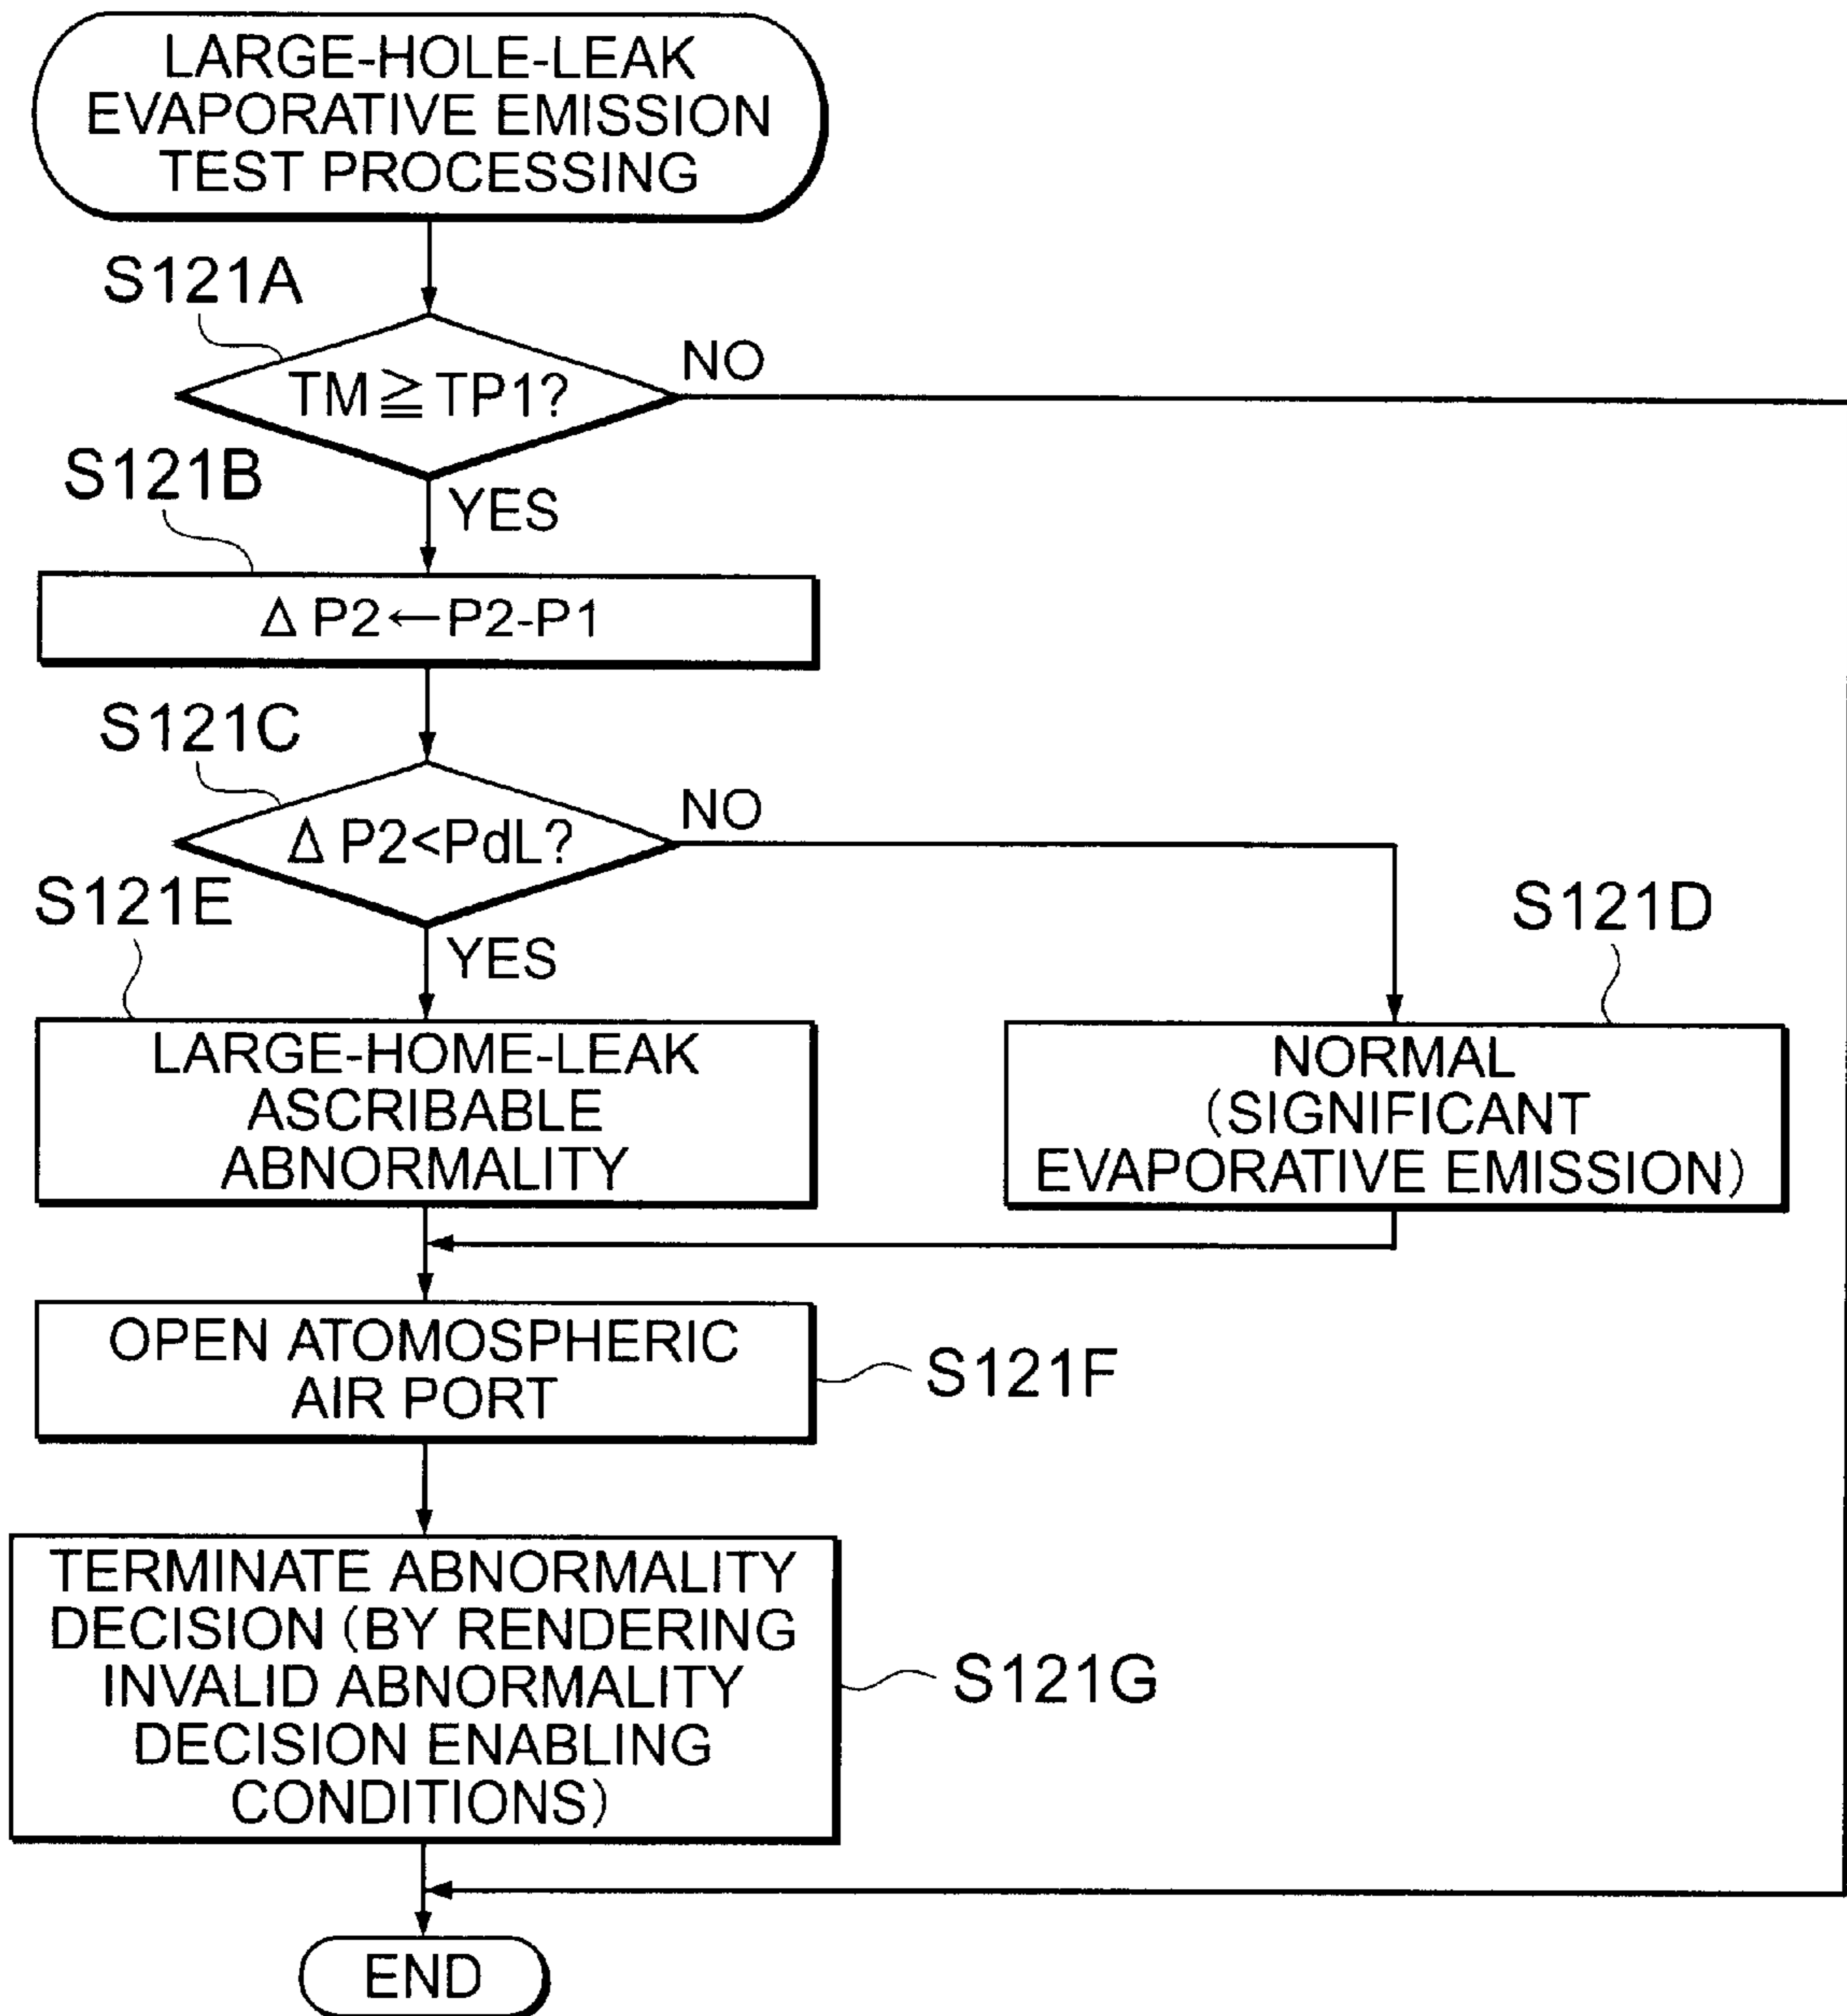 LARGE-HOLE-LEAK
EVAPORATIVE EMISSION
TEST PROCESSING
S121A
TM≧TP1?
NO
YES
S121B
Δ P2←P2-P1
S121C
Δ P2<PdL?
NO
YES
S121E
LARGE-HOME-LEAK
ASCRIBABLE
ABNORMALITY
S121D
NORMAL
(SIGNIFICANT
EVAPORATIVE EMISSION)
OPEN ATOMOSPHERIC
AIR PORT
S121F
TERMINATE ABNORMALITY
DECISION (BY RENDERING
INVALID ABNORMALITY
DECISION ENABLING
CONDITIONS)
S121G
END